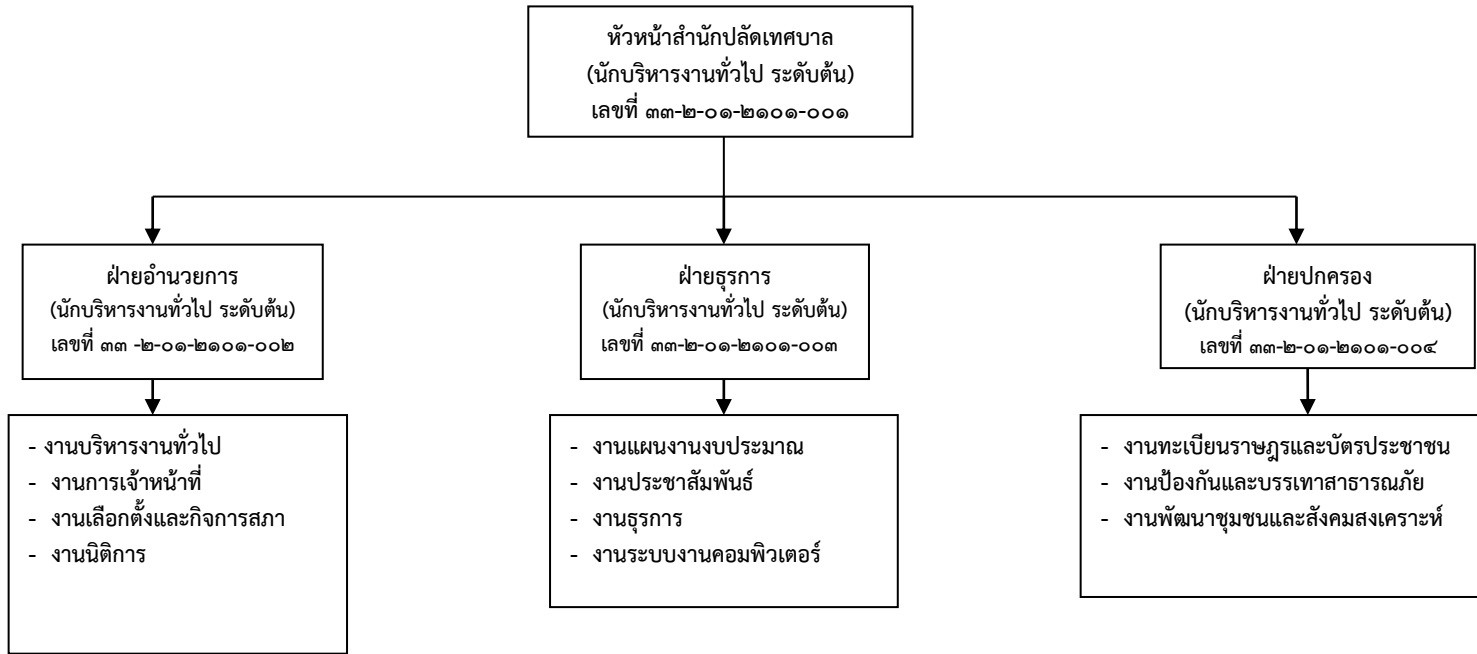 หัวหน้าสำนักปลัดเทศบาล
(นักบริหารงานทั่วไป ระดับต้น)
เลขที่ ๓๓-๒-๐๑-๒๑๐๑-๐๐๑
ฝ่ายอำนวยการ
(นักบริหารงานทั่วไป ระดับต้น)
เลขที่ ๓๓ -๒-๐๑-๒๑๐๑-๐๐๒
ฝ่ายธุรการ
(นักบริหารงานทั่วไป ระดับต้น)
เลขที่ ๓๓-๒-๐๑-๒๑๐๑-๐๐๓
ฝ่ายปกครอง
(นักบริหารงานทั่วไป ระดับต้น)
เลขที่ ๓๓-๒-๐๑-๒๑๐๑-๐๐๔
- งานบริหารงานทั่วไป
- งานการเจ้าหน้าที่
- งานเลือกตั้งและกิจการสภา
- งานนิติการ
- งานแผนงานงบประมาณ
- งานประชาสัมพันธ์
- งานธุรการ
- งานระบบงานคอมพิวเตอร์
- งานทะเบียนราษฎรและบัตรประชาชน
- งานป้องกันและบรรเทาสาธารณภัย
- งานพัฒนาชุมชนและสังคมสงเคราะห์